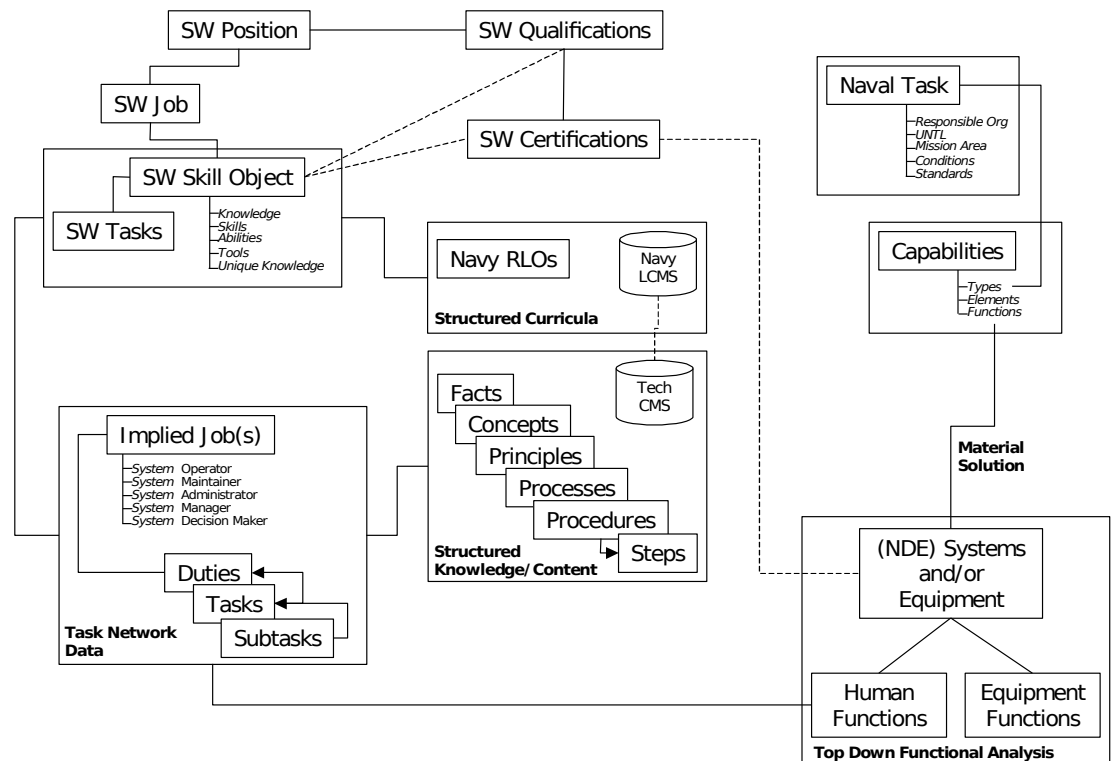 SW Position
SW Qualifications
SW Job
SW Certifications
SW Skill Object
SW Tasks
Knowledge
Skills
Abilities
Tools
Unique Knowledge
Naval Task
Responsible Org
UNTL
Mission Area
Conditions
Standards
Navy RLOs
Navy
LCMS
Structured Curricula
Capabilities
Types
Elements
Functions
Facts
Concepts
Principles
Processes
Procedures
Steps
Tech
CMS
Structured
Knowledge/Content
Implied Job(s)
System Operator
System Maintainer
System Administrator
System Manager
System Decision Maker
Duties
Tasks
Subtasks
Task Network
Data
Material
Solution
(NDE) Systems
and/or
Equipment
Human
Functions
Equipment
Functions
Top Down Functional Analysis